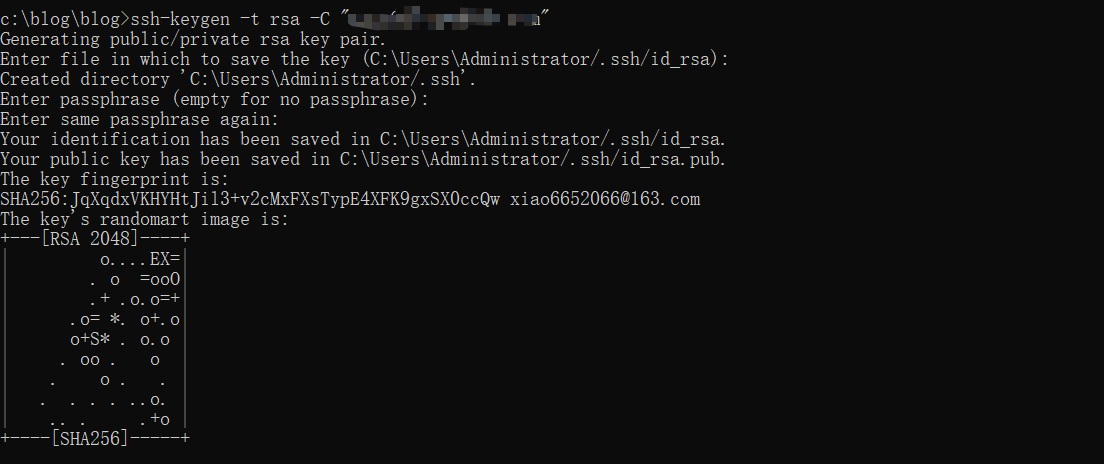 c:\blog\blog>ssh-keygen -t rsa -C "
Generating public/private rsa key pair.
Enter file in which to save the key (C:\Users\Administrator/.ssh/id_rsa):
Created directory 'C:\Users\Administrator/.ssh'.
Enter passphrase (empty for no passphrase):
Enter same passphrase again:
Your identification has been saved in C:\Users\Administrator/.ssh/id_rsa.
Your public key has been saved in C:\Users\Administrator/.ssh/id_rsa.pub.
The key fingerprint is:
SHA256:JqXqdxVKHYHtJil3+v2cMxFXsTypE4XFK9gxSX0ccQw xiao6652066@163.com
The key's randomart image is:
+---[RSA 2048]----+
|         o....EX=|
|        . o  =ooO|
|        .+ .o.o=+|
|      .o= *. o+.o|
|      o+S* . o.o |
|     . oo .   o  |
|    .    o .   . |
|   .  . . . ..o. |
|    .. .     .+o |
+----[SHA256]-----+